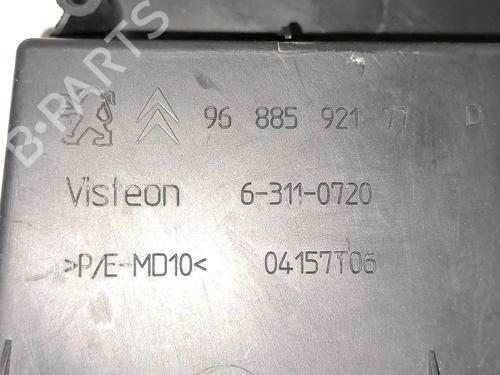 96 885 921 77 D
Visteon 6-311-0720
>P/E-MD10< 04157T06
B-PARTS